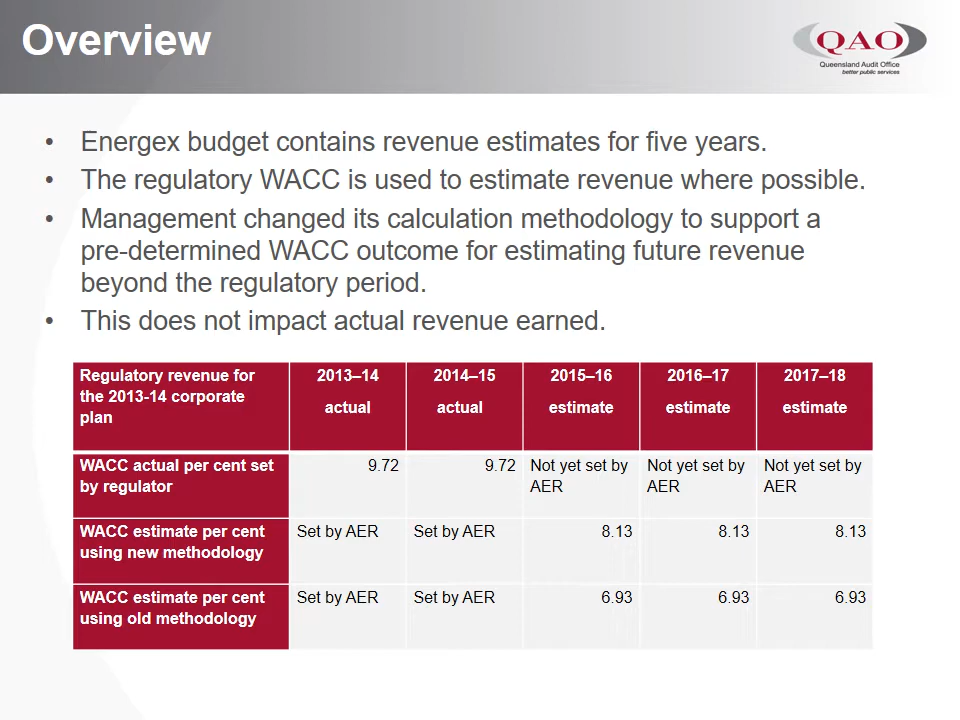 Overview
QAO
Queensland Audit Office
better public services
• Energex budget contains revenue estimates for five years.
• The regulatory WACC is used to estimate revenue where possible.
• Management changed its calculation methodology to support a
pre-determined WACC outcome for estimating future revenue
beyond the regulatory period.
• This does not impact actual revenue earned.
Regulatory revenue for
the 2013-14 corporate
plan
2013–14
actual
2014–15
actual
2015–16
estimate
2016–17
estimate
2017–18
estimate
WACC actual per cent set
by regulator
9.72
9.72
Not yet set by
AER
Not yet set by
AER
Not yet set by
AER
WACC estimate per cent
using new methodology
Set by AER
Set by AER
8.13
8.13
8.13
WACC estimate per cent
using old methodology
Set by AER
Set by AER
6.93
6.93
6.93